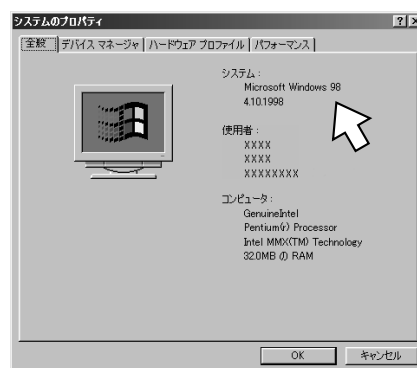 システムのプロパティ
全般 デバイス マネージャ ハードウェア プロファイル パフォーマンス
システム :
Microsoft Windows 98
4.10.1998
使用者 :
XXXX
XXXX
XXXXXXXX
コンピュータ :
GenuineIntel
Pentium(r) Processor
Intel MMX(TM) Technology
32.0MB の RAM
OK キャンセル